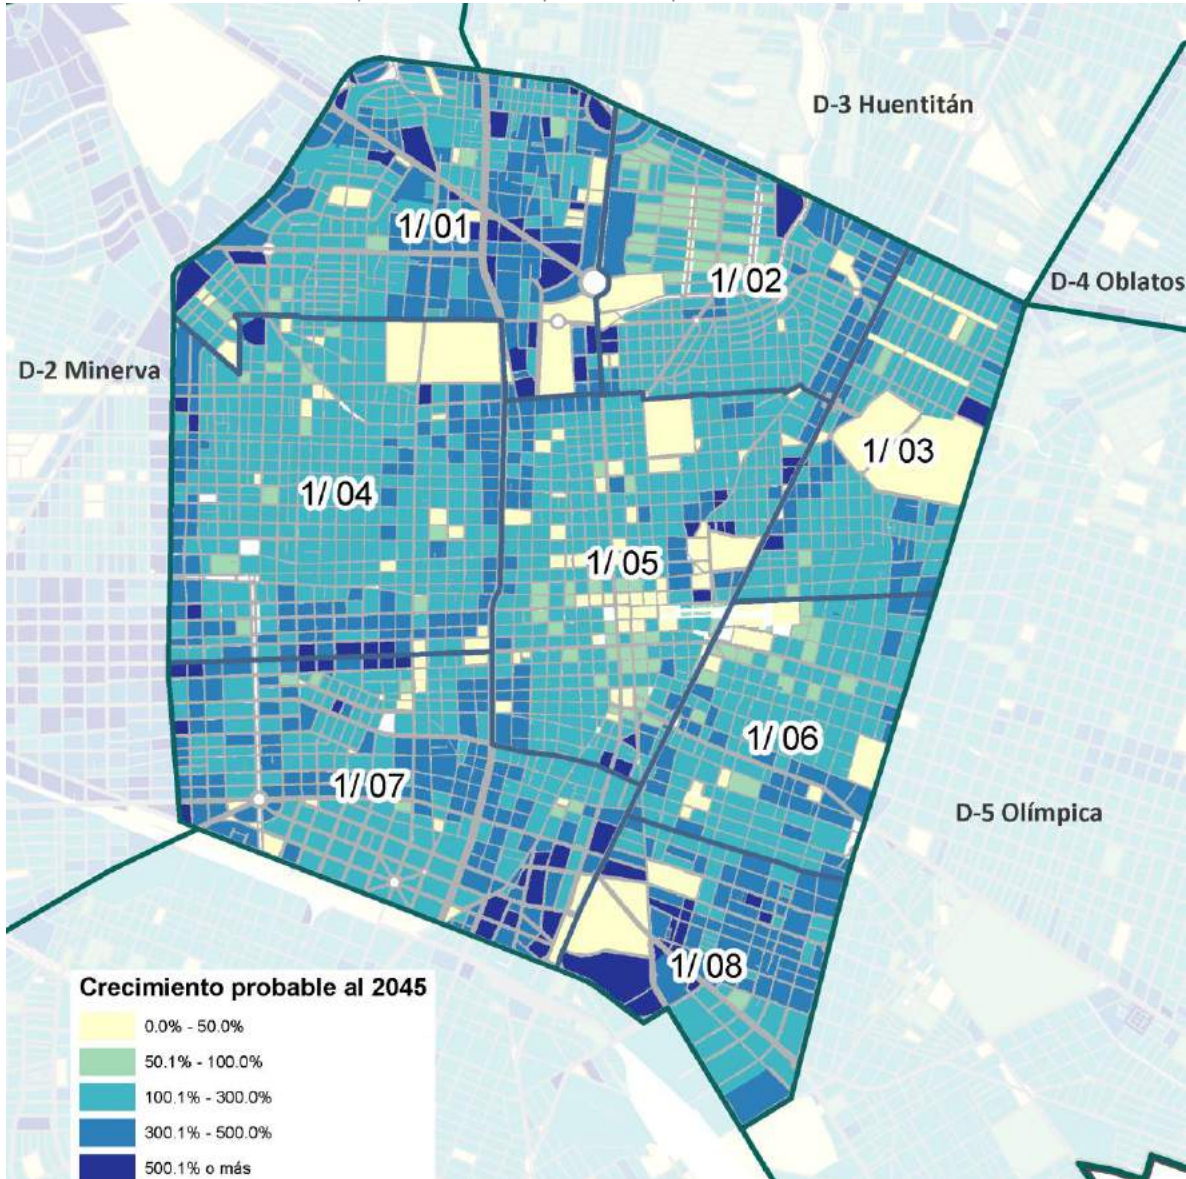 D-3 Huentitán
1/ 01
1/ 02
D-4 Oblatos
D-2 Minerva
1/ 03
1/ 04
1/ 05
1/ 06
1/ 07
D-5 Olímpica
1/ 08
Crecimiento probable al 2045
0.0% - 50.0%
50.1% - 100.0%
100.1% - 300.0%
300.1% - 500.0%
500.1% o más